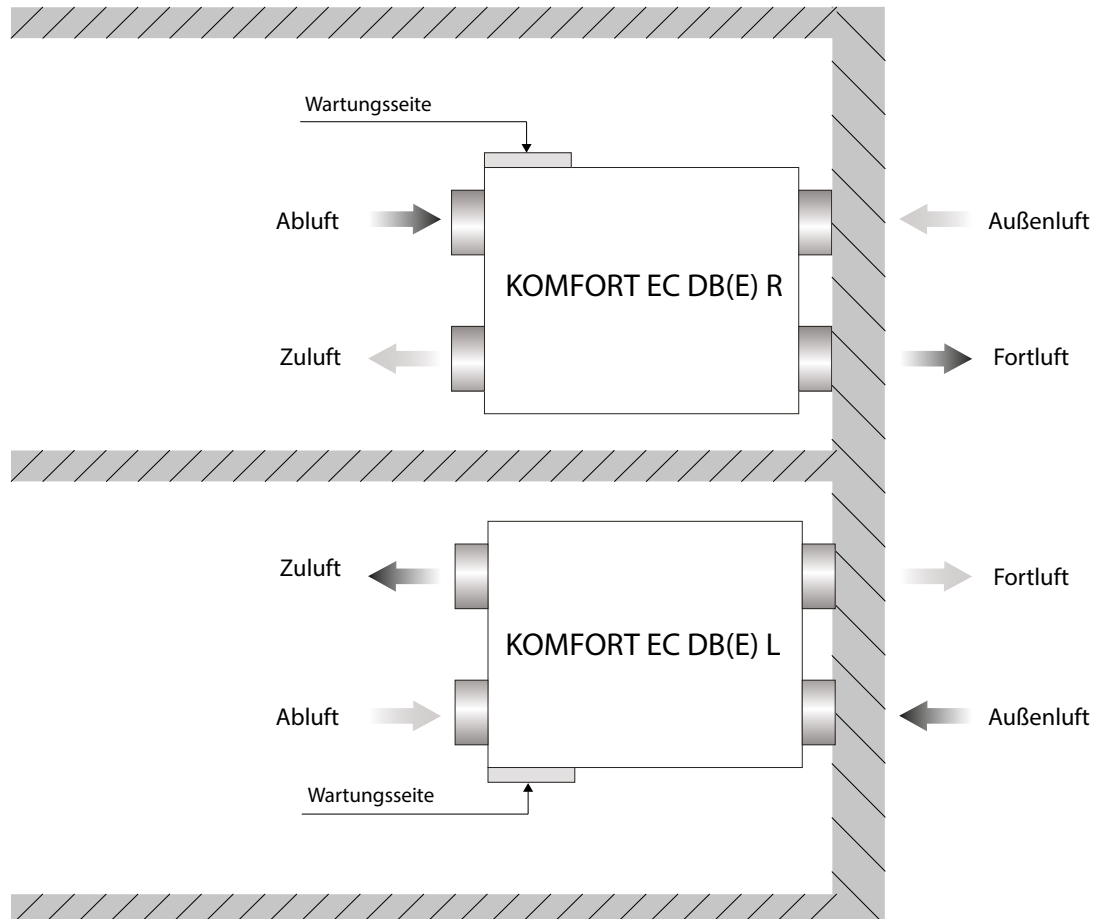 Wartungsseite
Abluft
Außenluft
KOMFORT EC DB(E) R
Zuluft
Fortluft
Zuluft
Fortluft
KOMFORT EC DB(E) L
Abluft
Außenluft
Wartungsseite